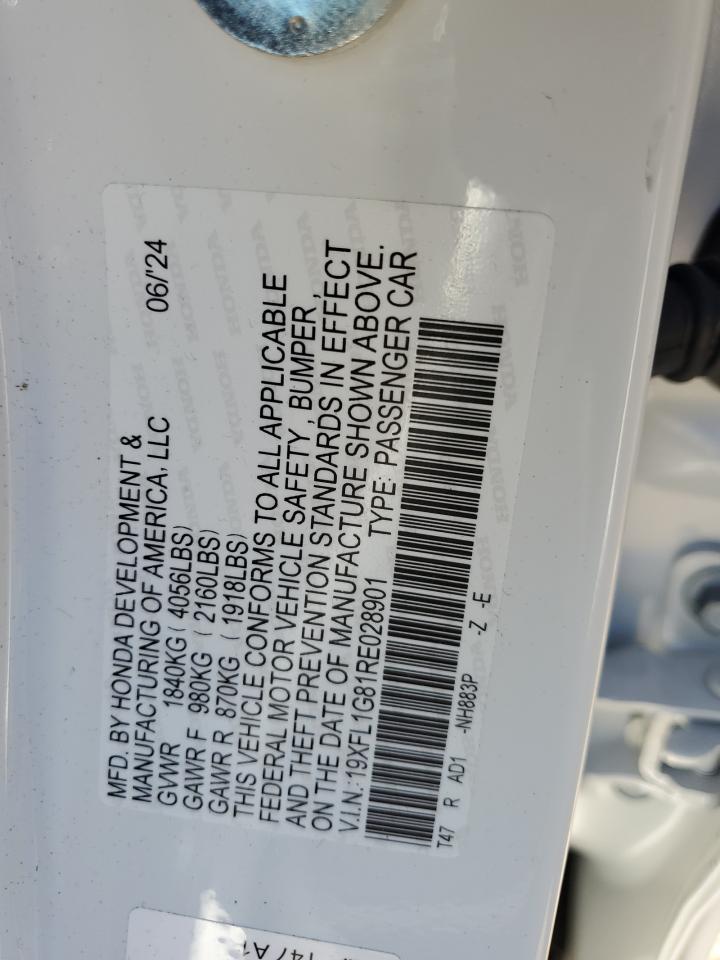 MFD. BY HONDA DEVELOPMENT &
MANUFACTURING OF AMERICA, LLC 06/'24
GVWR 1840KG ( 4056LBS)
GAWR F 980KG ( 2160LBS)
GAWR R 870KG ( 1918LBS)
THIS VEHICLE CONFORMS TO ALL APPLICABLE
FEDERAL MOTOR VEHICLE SAFETY, BUMPER,
AND THEFT PREVENTION STANDARDS IN EFFECT
ON THE DATE OF MANUFACTURE SHOWN ABOVE.
V.I.N.:19XFL1G81RE028901 TYPE: PASSENGER CAR
T47 R AD1 -NH883P -Z -E
HONDA